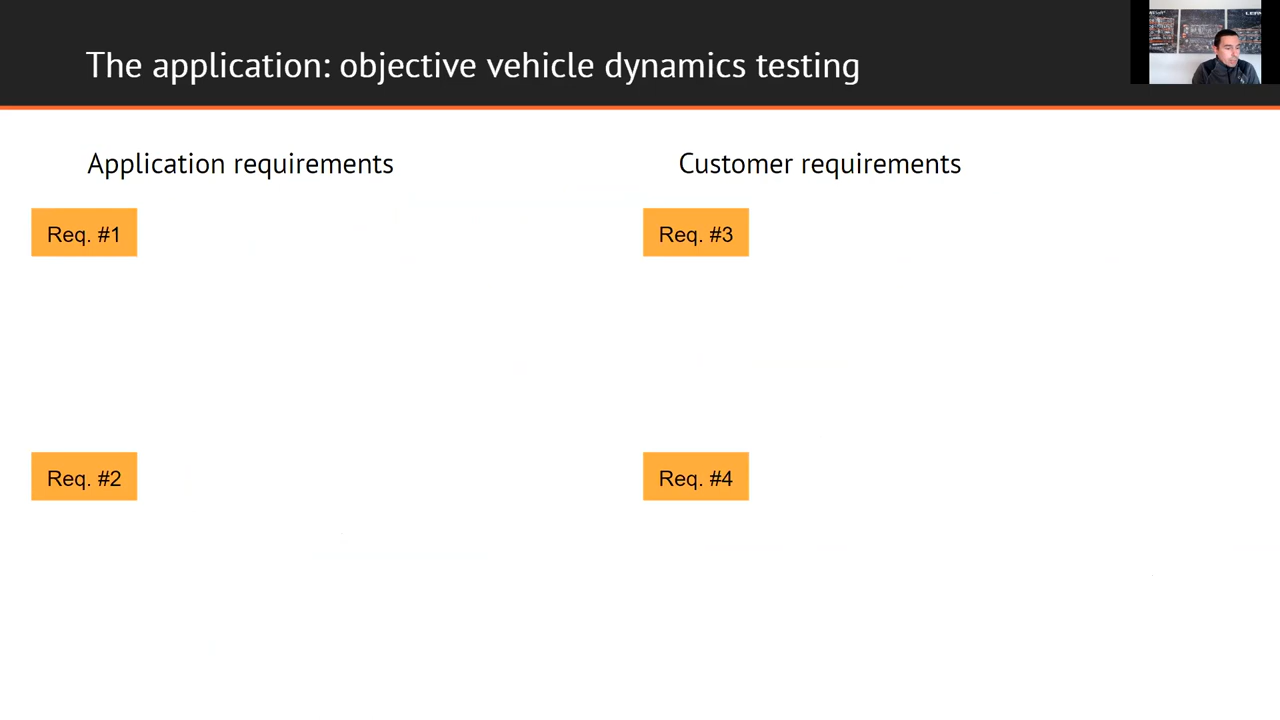 The application: objective vehicle dynamics testing
Application requirements
Req. #1
Req. #2
Customer requirements
Req. #3
Req. #4